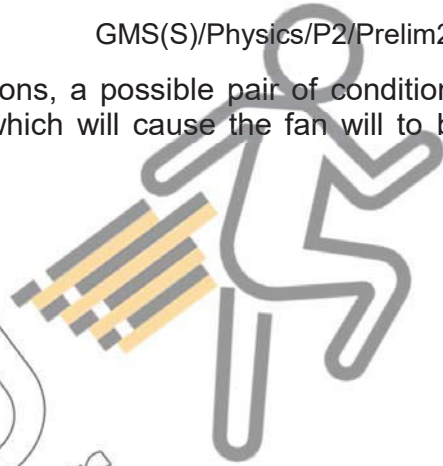 GMS(S)/Physics/P2/Prelim2
ons, a possible pair of condition
which will cause the fan will to b